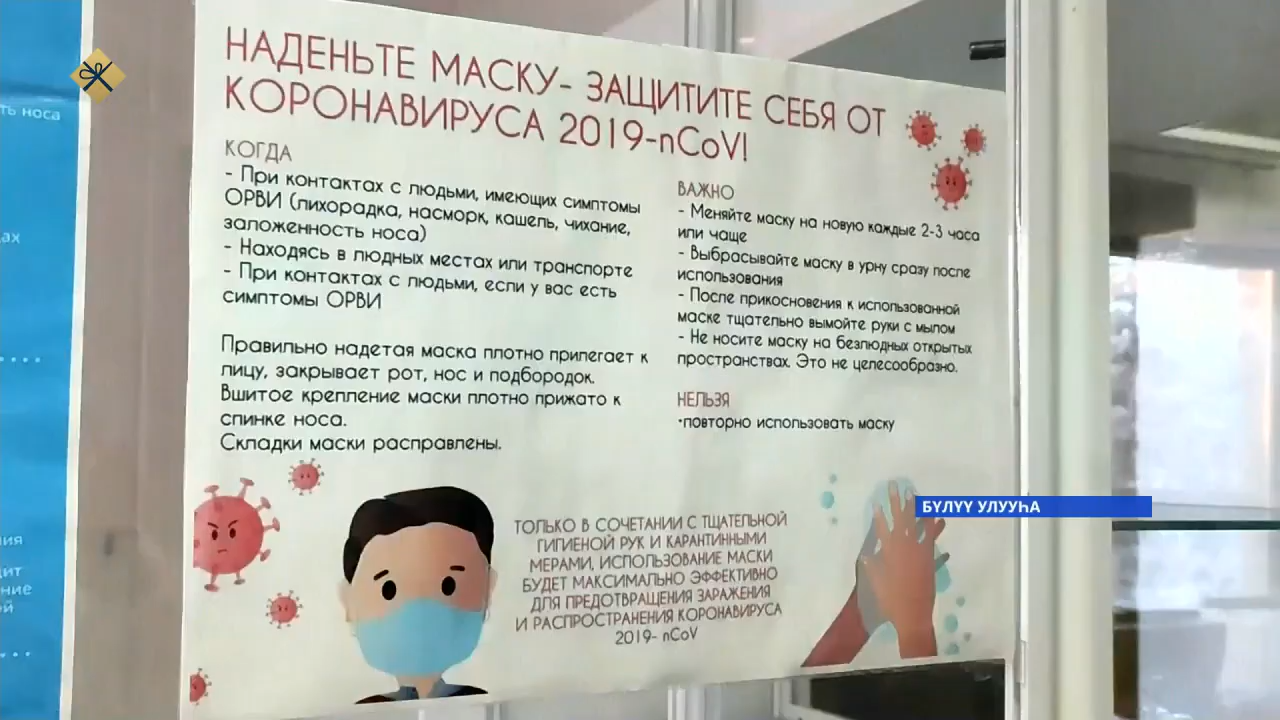 НАДЕНЬТЕ МАСКУ- ЗАЩИТИТЕ СЕБЯ ОТ
КОРОНАВИРУСА 2019-nCoV!
КОГДА
- При контактах с людьми, имеющих симптомы
ОРВИ (лихорадка, насморк, кашель, чихание,
заложенность носа)
- Находясь в людных местах или транспорте
- При контактах с людьми, если у вас есть
симптомы ОРВИ
Правильно надетая маска плотно прилегает к
лицу, закрывает рот, нос и подбородок.
Вшитое крепление маски плотно прижато к
спинке носа.
Складки маски расправлены.
ВАЖНО
- Меняйте маску на новую каждые 2-3 часа
или чаще
- Выбрасывайте маску в урну сразу после
использования
- После прикосновения к использованной
маске тщательно вымойте руки с мылом
- Не носите маску на безлюдных открытых
пространствах. Это не целесообразно.
НЕЛЬЗЯ
·повторно использовать маску
ТОЛЬКО В СОЧЕТАНИИ С ТЩАТЕЛЬНОЙ
ГИГИЕНОЙ РУК И КАРАНТИННЫМИ
МЕРАМИ, ИСПОЛЬЗОВАНИЕ МАСКИ
БУДЕТ МАКСИМАЛЬНО ЭФФЕКТИВНО
ДЛЯ ПРЕДОТВРАЩЕНИЯ ЗАРАЖЕНИЯ
И РАСПРОСТРАНЕНИЯ КОРОНАВИРУСА
2019- nCoV
БҮЛҮҮ УЛУУҺА
носа